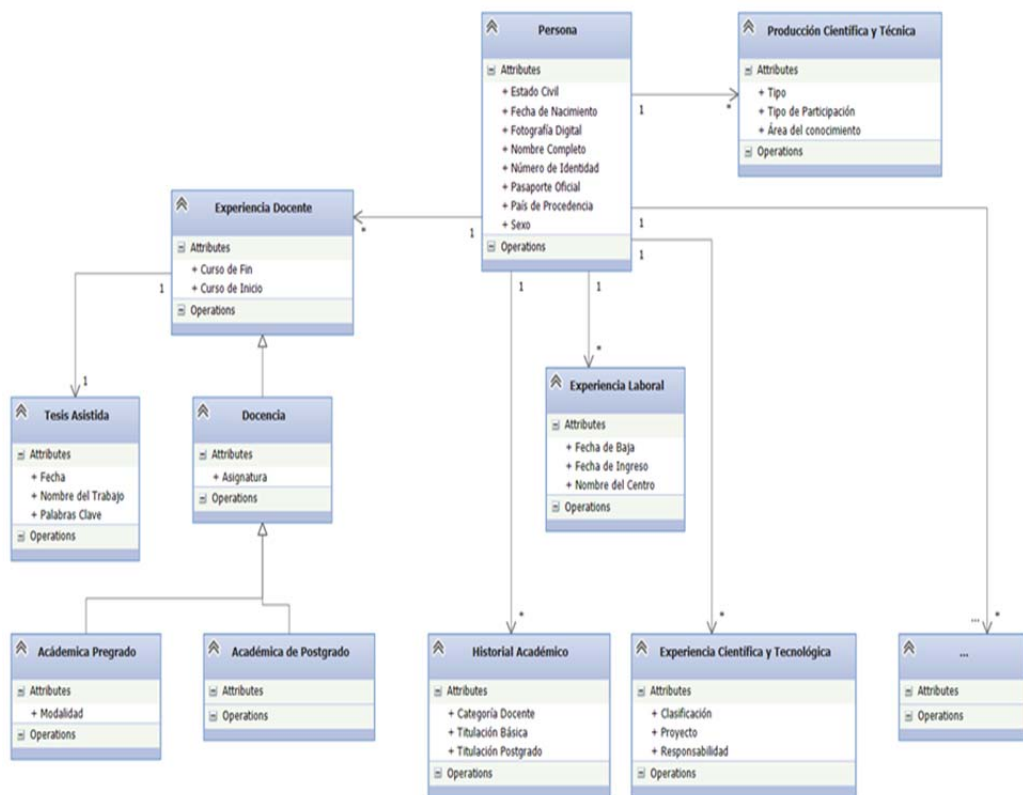 Persona
Attributes
+ Estado Civil
+ Fecha de Nacimiento
+ Fotografía Digital
+ Nombre Completo
+ Número de Identidad
+ Pasaporte Oficial
+ País de Procedencia
+ Sexo
Operations
Producción Científica y Técnica
Attributes
+ Tipo
+ Tipo de Participación
+ Área del conocimiento
Operations
1
*
1
*
1
1
1
1
Experiencia Docente
Attributes
+ Curso de Fin
+ Curso de Inicio
Operations
1
1
*
Experiencia Laboral
Attributes
+ Fecha de Baja
+ Fecha de Ingreso
+ Nombre del Centro
Operations
Tesis Asistida
Attributes
+ Fecha
+ Nombre del Trabajo
+ Palabras Clave
Operations
Docencia
Attributes
+ Asignatura
Operations
*
*
... *
Acádemica Pregrado
Attributes
+ Modalidad
Operations
Académica de Postgrado
Attributes
Operations
Historial Académico
Attributes
+ Categoría Docente
+ Titulación Básica
+ Titulación Postgrado
Operations
Experiencia Científica y Tecnológica
Attributes
+ Clasificación
+ Proyecto
+ Responsabilidad
Operations
...
Attributes
Operations